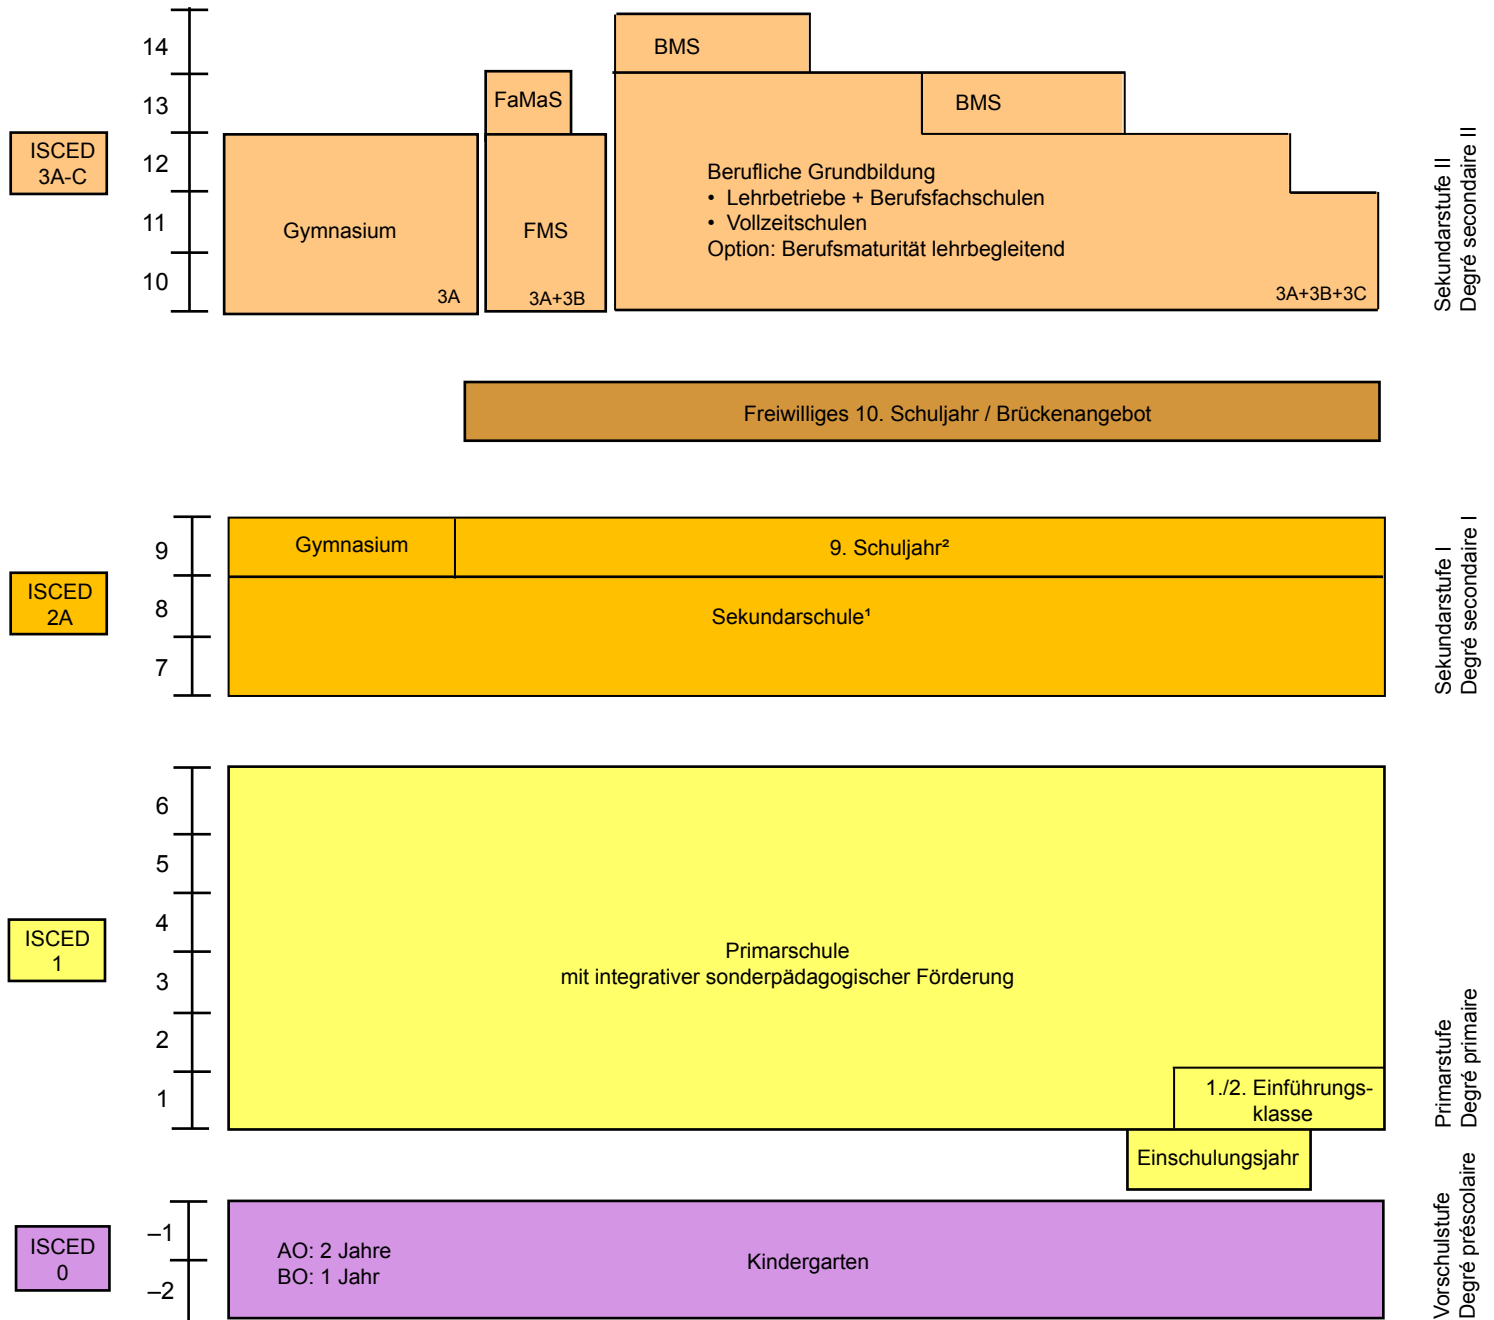 14
BMS
13
FaMaS
BMS
ISCED
3A-C
12
Berufliche Grundbildung
• Lehrbetriebe + Berufsfachschulen
11
Gymnasium
FMS
• Vollzeitschulen
Option: Berufsmaturität lehrbegleitend
10
3A
3A+3B
3A+3B+3C
Sekundarstufe II
Degré secondaire II
Freiwilliges 10. Schuljahr / Brückenangebot
9
Gymnasium
9. Schuljahr²
ISCED
2A
8
Sekundarschule¹
7
Sekundarstufe I
Degré secondaire I
6
5
4
ISCED
1
Primarschule
3
mit integrativer sonderpädagogischer Förderung
2
1
1./2. Einführungs-
klasse
Primarstufe
Degré primaire
Einschulungsjahr
–1
ISCED
0
AO: 2 Jahre
BO: 1 Jahr
Kindergarten
–2
Vorschulstufe
Degré préscolaire